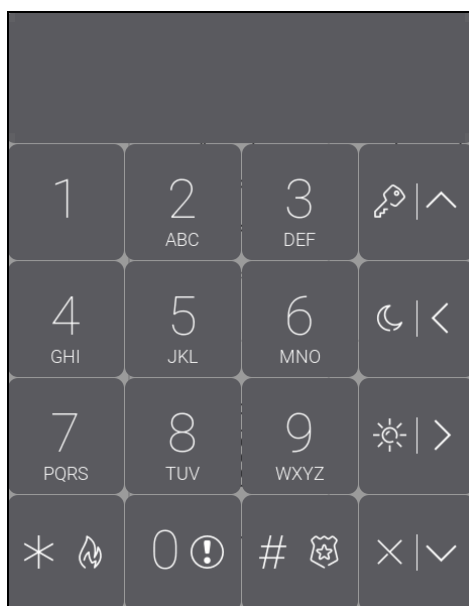 1 2 3
ABC DEF
4 5 6
GHI JKL MNO
7 8 9
PQRS TUV WXYZ
* 0 #